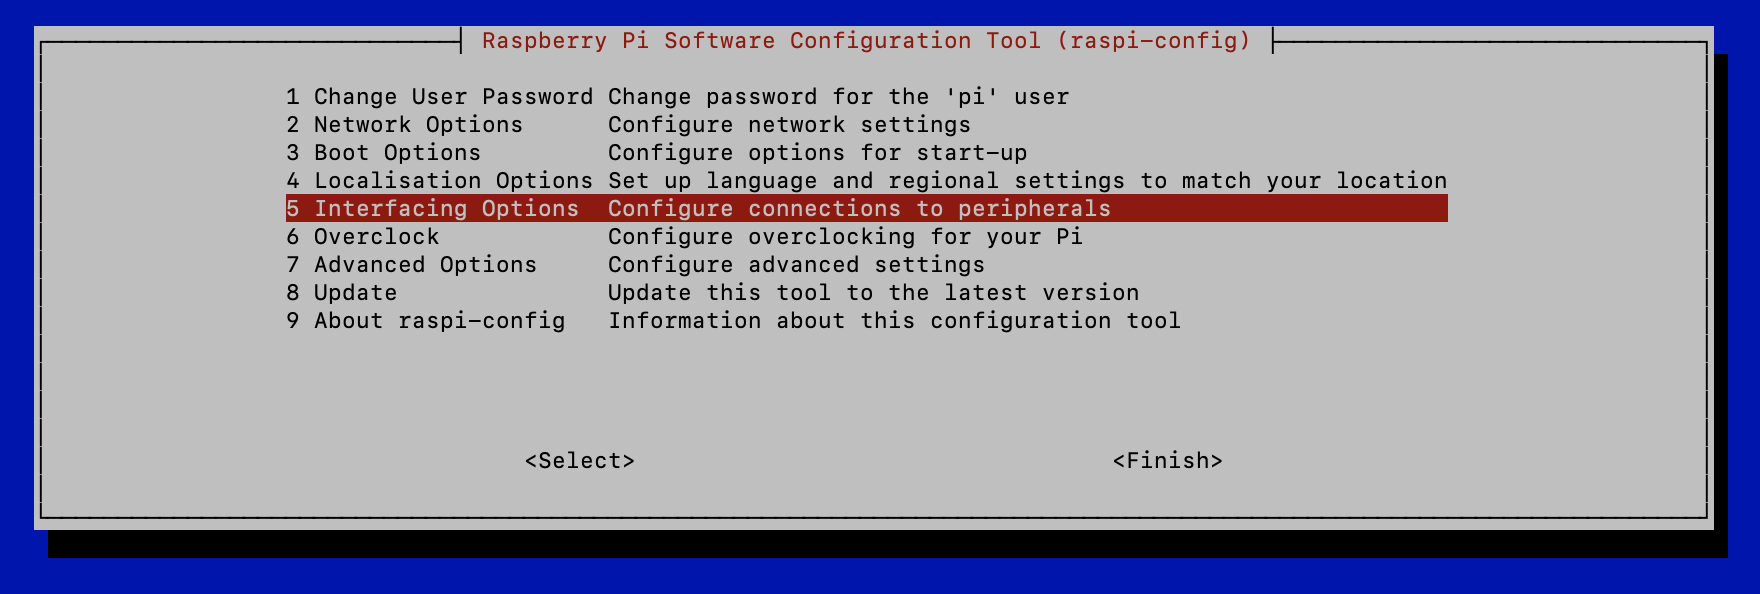 Raspberry Pi Software Configuration Tool (raspi-config)
1 Change User Password Change password for the 'pi' user
2 Network Options Configure network settings
3 Boot Options Configure options for start-up
4 Localisation Options Set up language and regional settings to match your location
5 Interfacing Options Configure connections to peripherals
6 Overclock Configure overclocking for your Pi
7 Advanced Options Configure advanced settings
8 Update Update this tool to the latest version
9 About raspi-config Information about this configuration tool
<Select> <Finish>